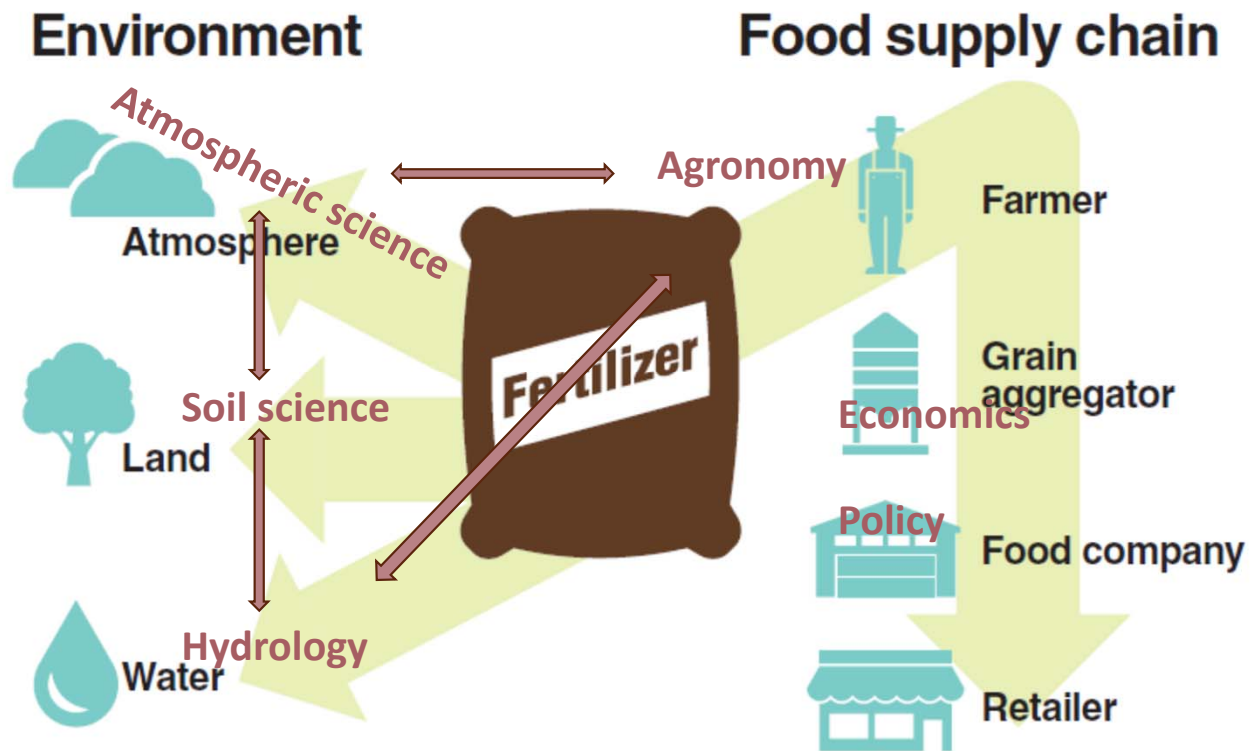 Environment
Food supply chain
Atmospheric science
Agronomy
Farmer
Atmosphere
Fertilizer
Grain
aggregator
Soil science
Economics
Land
Policy
Food company
Hydrology
Water
Retailer